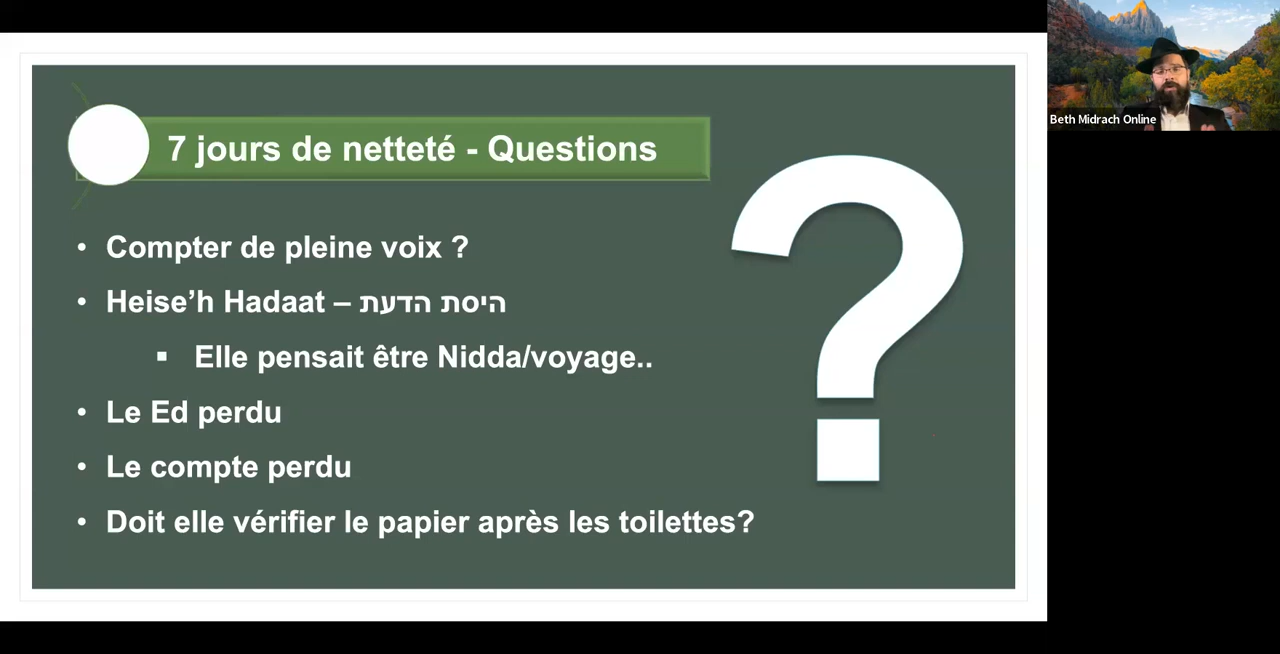 7 jours de netteté - Questions
• Compter de pleine voix ?
• Heise’h Hadaat – היסת הדעת
▪ Elle pensait être Nidda/voyage..
• Le Ed perdu
• Le compte perdu
• Doit elle vérifier le papier après les toilettes?
?
Beth Midrach Online